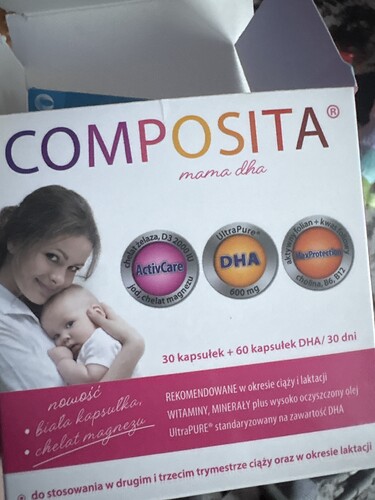 COMPOSITA®
mama dha
chelat żelaza, D3 2000 IU
ActivCare
jod, chelat magnezu
UltraPure®
DHA
600 mg
aktywny folian + kwas foliowy
MaxProtection
cholina, B6, B12
30 kapsułek + 60 kapsułek DHA/ 30 dni
nowość
• biała kapsułka,
• chelat magnezu
REKOMENDOWANE w okresie ciąży i laktacji
WITAMINY, MINERAŁY plus wysoko oczyszczony olej
UltraPURE® standaryzowany na zawartość DHA
do stosowania w drugim i trzecim trymestrze ciąży oraz w okresie laktacji